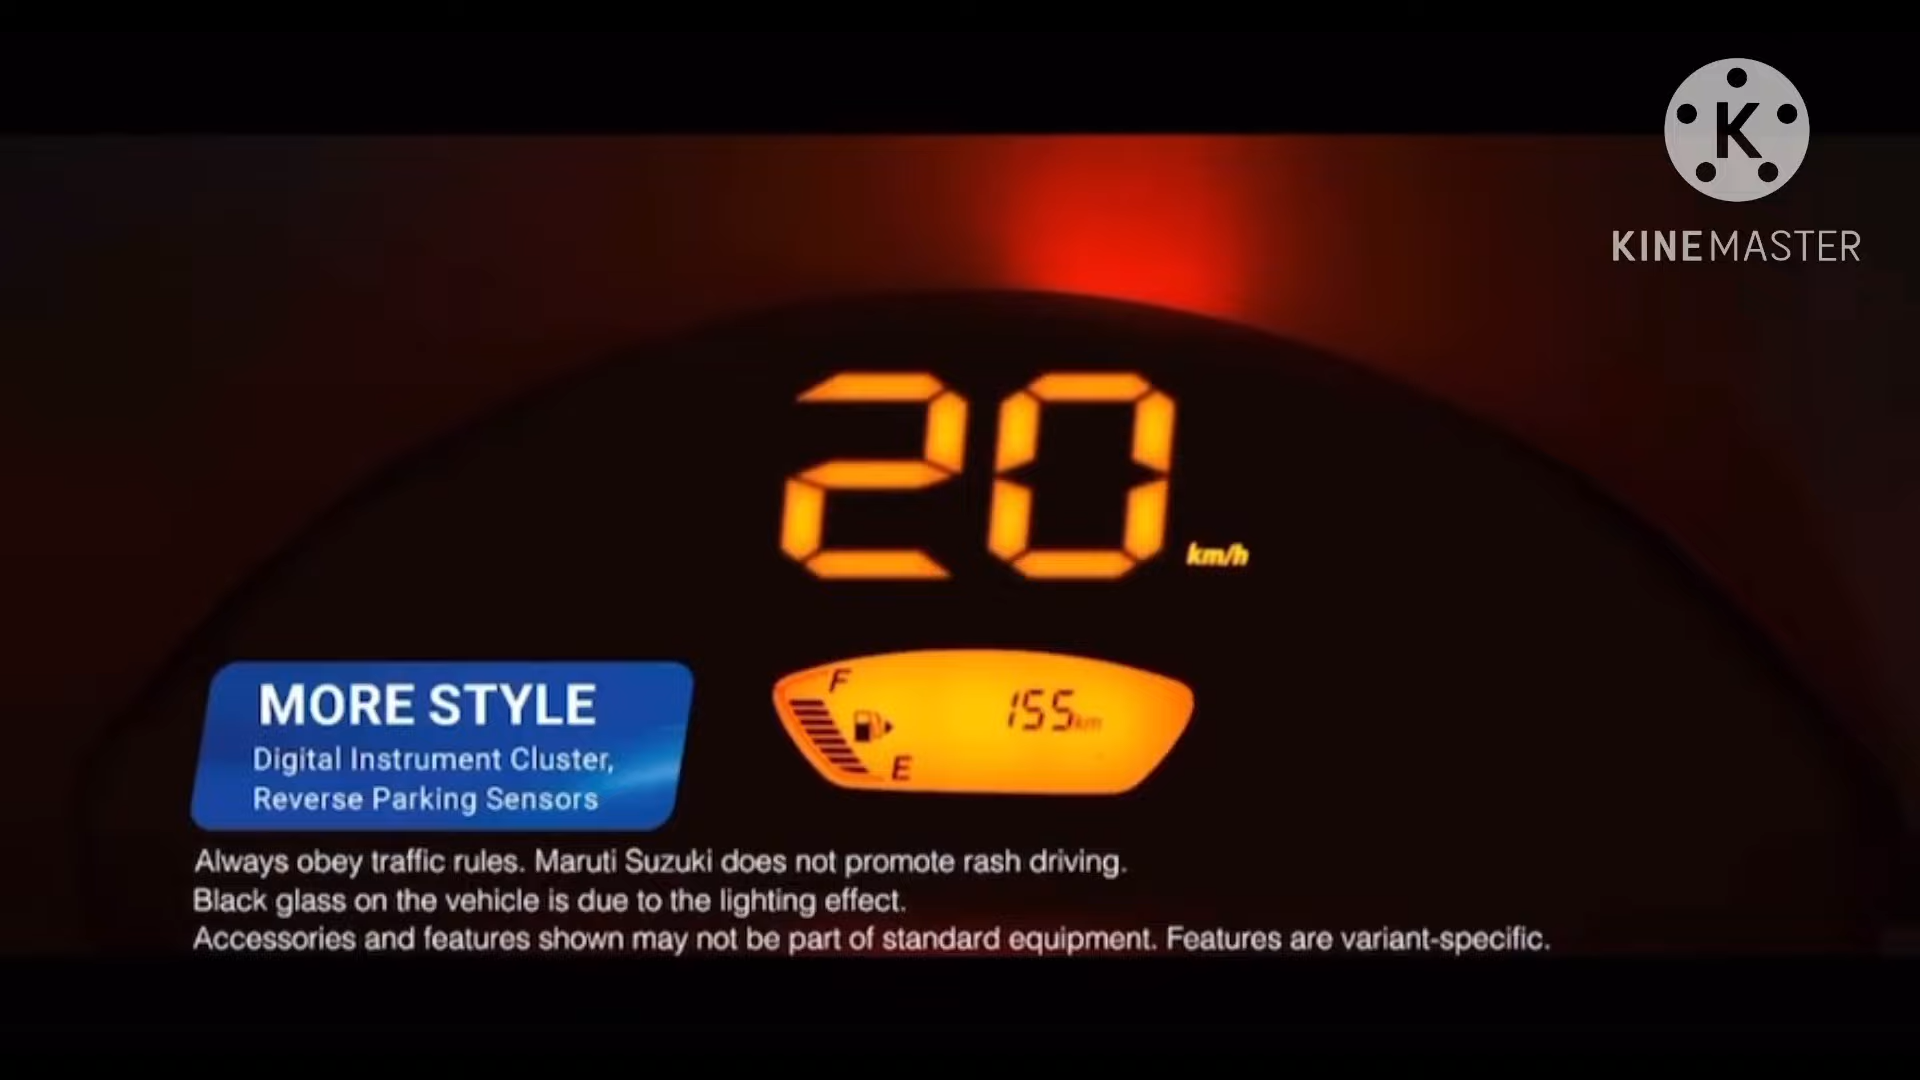 K
KINEMASTER
20 km/h
F
155 km
E
MORE STYLE
Digital Instrument Cluster,
Reverse Parking Sensors
Always obey traffic rules. Maruti Suzuki does not promote rash driving.
Black glass on the vehicle is due to the lighting effect.
Accessories and features shown may not be part of standard equipment. Features are variant-specific.